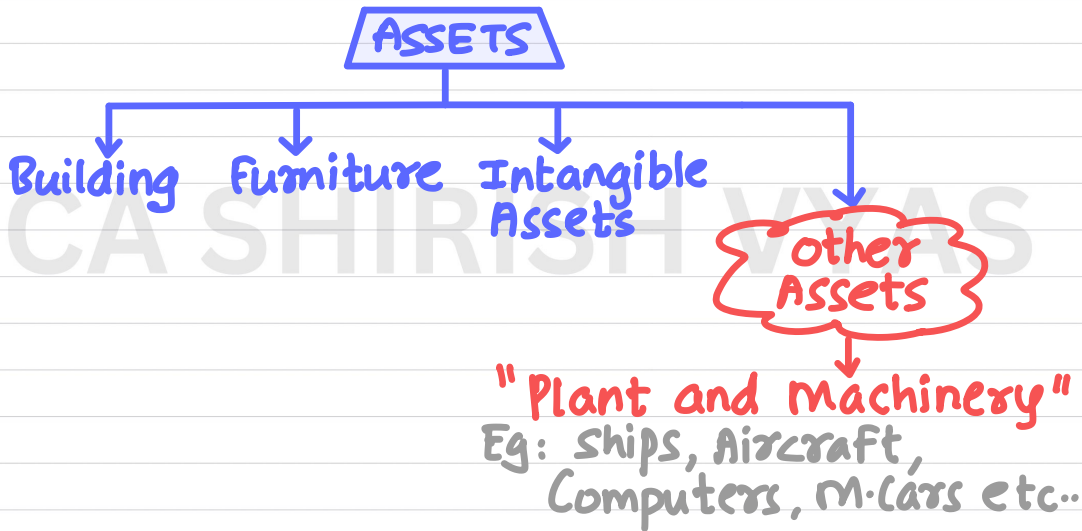 ASSETS
Building Furniture Intangible
Assets
CA SHIRISH VYAS
other
Assets
"Plant and Machinery"
Eg: Ships, Aircraft,
Computers, M.Cars etc..